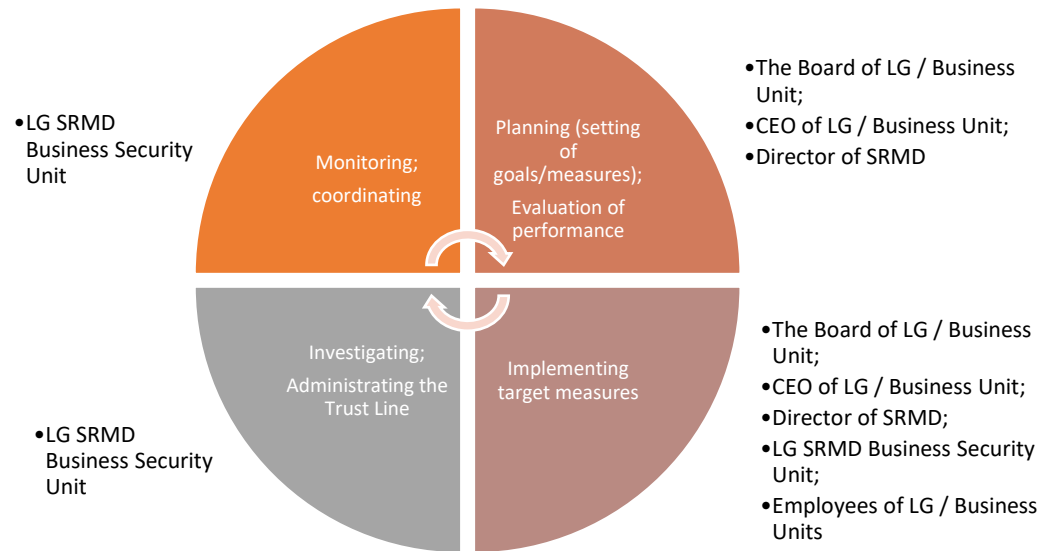 •LG SRMD
Business Security
Unit
Monitoring;
coordinating
Planning (setting
of
goals/measures);
Evaluation of
performance
•The Board of LG / Business
Unit;
•CEO of LG / Business Unit;
•Director of SRMD
•LG SRMD
Business Security
Unit
Investigating;
Administrating the
Trust Line
Implementing
target measures
•The Board of LG / Business
Unit;
•CEO of LG / Business Unit;
•Director of SRMD;
•LG SRMD Business Security
Unit;
•Employees of LG / Business
Units